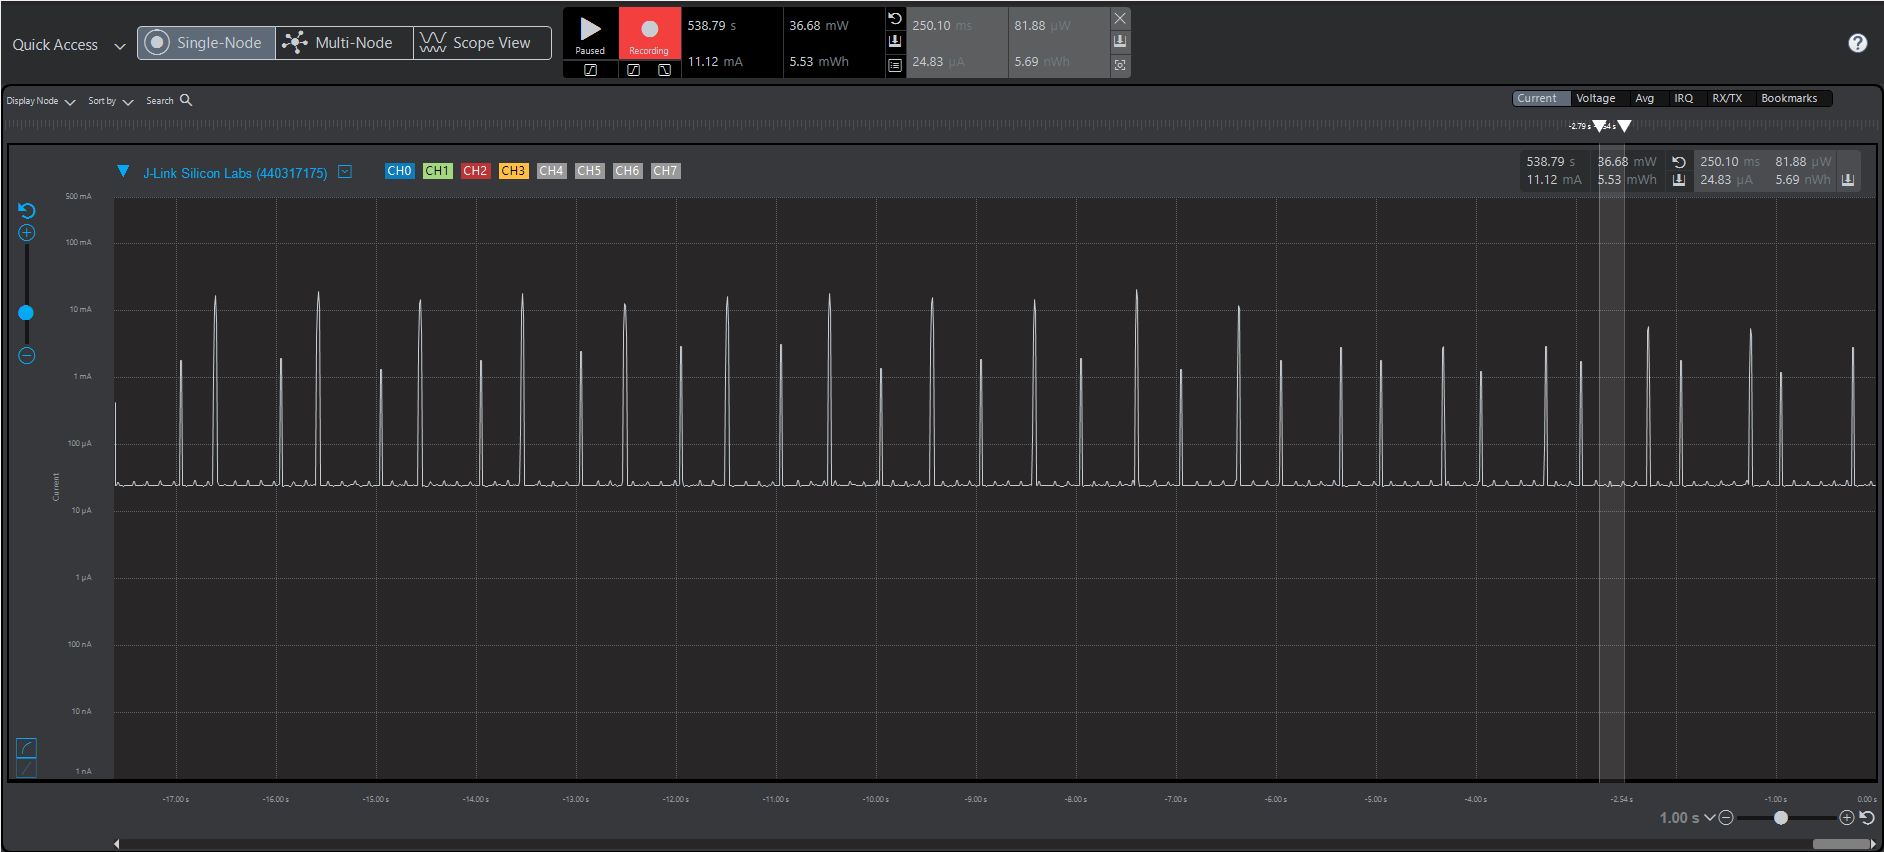 Quick Access
Single-Node
Multi-Node
Scope View
Paused
Recording
538.79 s
36.68 mW
11.12 mA
5.53 mWh
250.10 ms
81.88 µW
24.83 µA
5.69 nWh
?
Display Node
Sort by
Search
Current Voltage Avg IRQ RX/TX Bookmarks
-2.79 s
J-Link Silicon Labs (440317175)
CH0 CH1 CH2 CH3 CH4 CH5 CH6 CH7
538.79 s 36.68 mW
250.10 ms 81.88 µW
11.12 mA 5.53 mWh
24.83 µA 5.69 nWh
500 mA
100 mA
10 mA
1 mA
100 µA
10 µA
1 µA
100 nA
10 nA
1 nA
Current
-17.00 s -16.00 s -15.00 s -14.00 s -13.00 s -12.00 s -11.00 s -10.00 s -9.00 s -8.00 s -7.00 s -6.00 s -5.00 s -4.00 s -2.54 s -1.00 s 0.00 s
1.00 s